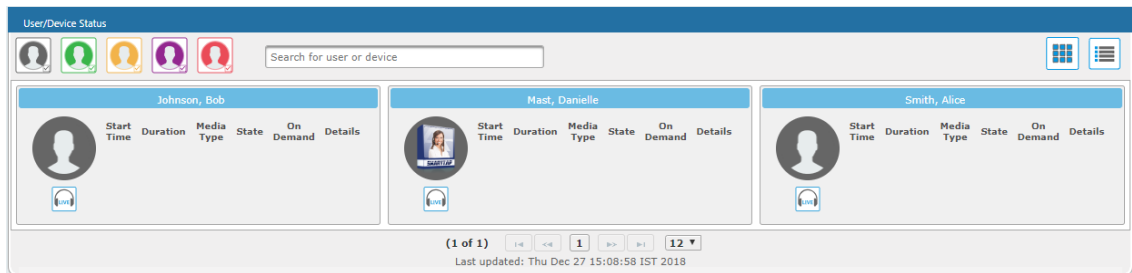 User/Device Status
Search for user or device
Johnson, Bob
Start Time Duration Media Type State On Demand Details
LIVE
Mast, Danielle
Start Time Duration Media Type State On Demand Details
SMARTTAP
LIVE
Smith, Alice
Start Time Duration Media Type State On Demand Details
LIVE
(1 of 1) 1 12
Last updated: Thu Dec 27 15:08:58 IST 2018